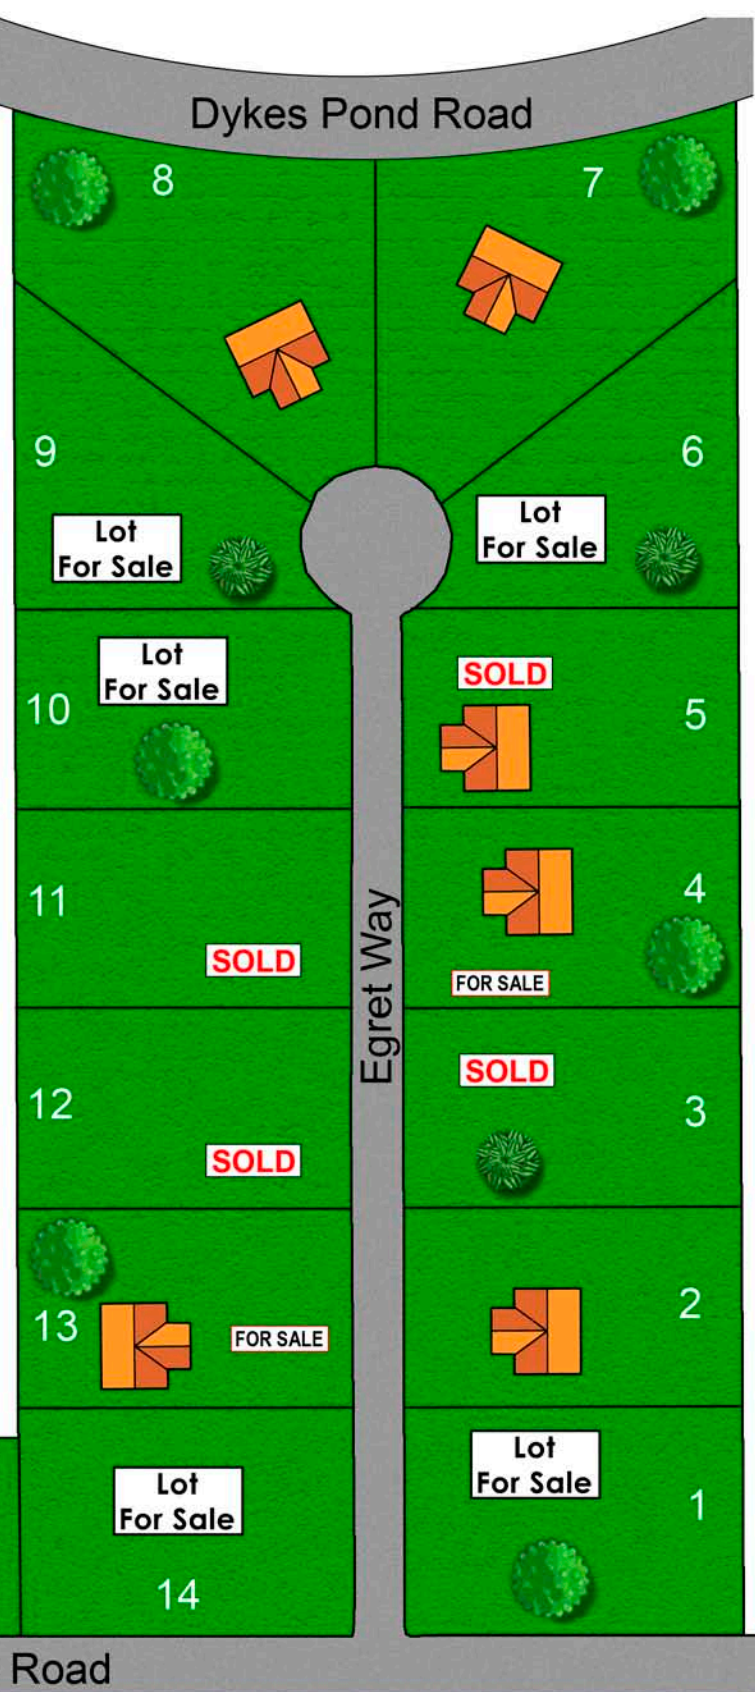 Dykes Pond Road
8
7
9
6
Lot
For Sale
Lot
For Sale
Lot
For Sale
10
SOLD
5
11
4
SOLD
FOR SALE
Egret Way
12
SOLD
3
SOLD
13
FOR SALE
2
Lot
For Sale
1
Lot
For Sale
14
Road